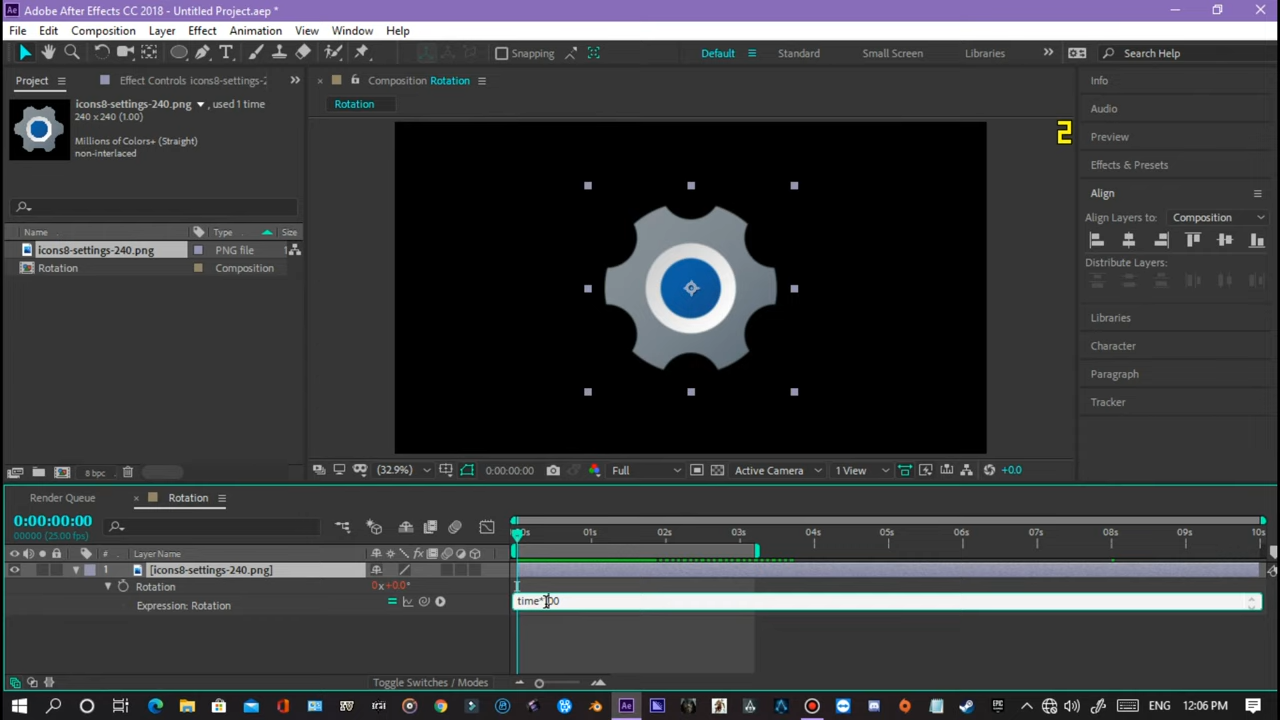 Adobe After Effects CC 2018 - Untitled Project.aep *
File Edit Composition Layer Effect Animation View Window Help
Snapping Default Standard Small Screen Libraries Search Help
Project Effect Controls icons8-settings-2
Composition Rotation
Info
icons8-settings-240.png , used 1 time
240 x 240 (1.00)
Rotation
Audio
Millions of Colors+ (Straight)
non-interlaced
2
Preview
Effects & Presets
Align
Align Layers to: Composition
Name Type Size
icons8-settings-240.png PNG file 1
Rotation Composition
Distribute Layers:
Libraries
Character
Paragraph
Tracker
8 bpc
(32.9%) 0:00:00:00 Full Active Camera 1 View +0.0
Render Queue Rotation
0:00:00:00
00000 (25.00 fps)
01s 02s 03s 04s 05s 06s 07s 08s 09s 10s
# Layer Name
1 [icons8-settings-240.png]
Rotation 0x+0.0°
Expression: Rotation
Toggle Switches / Modes
ENG 12:06 PM